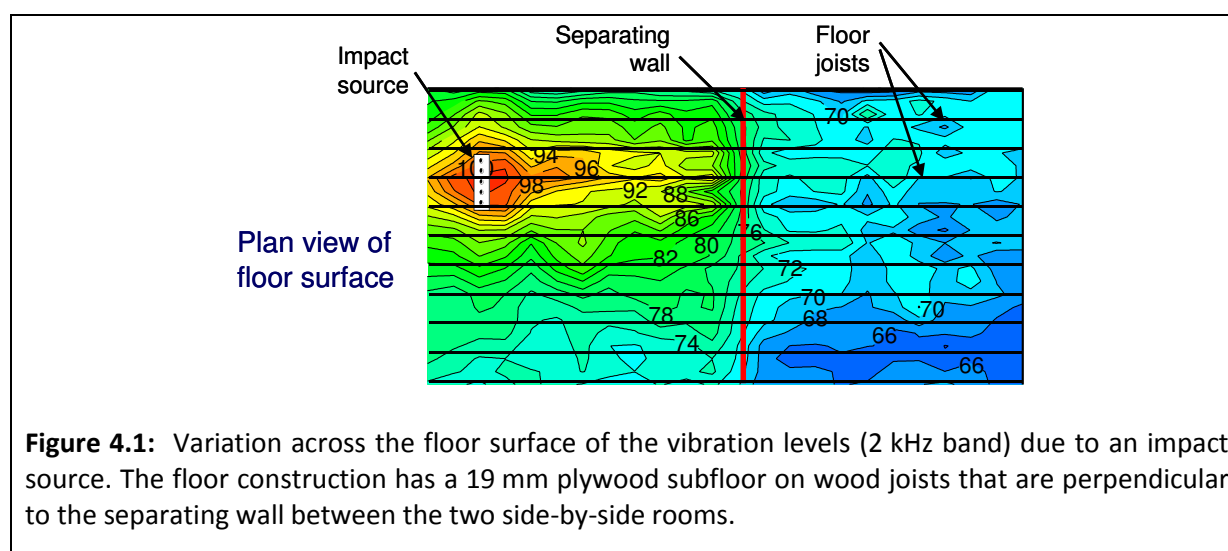 Impact
source
Separating
wall
Floor
joists
70
94
100
96
98
92
88
86
76
80
82
72
70
68
70
78
66
74
66
Plan view of
floor surface
Figure 4.1: Variation across the floor surface of the vibration levels (2 kHz band) due to an impact
source. The floor construction has a 19 mm plywood subfloor on wood joists that are perpendicular
to the separating wall between the two side-by-side rooms.